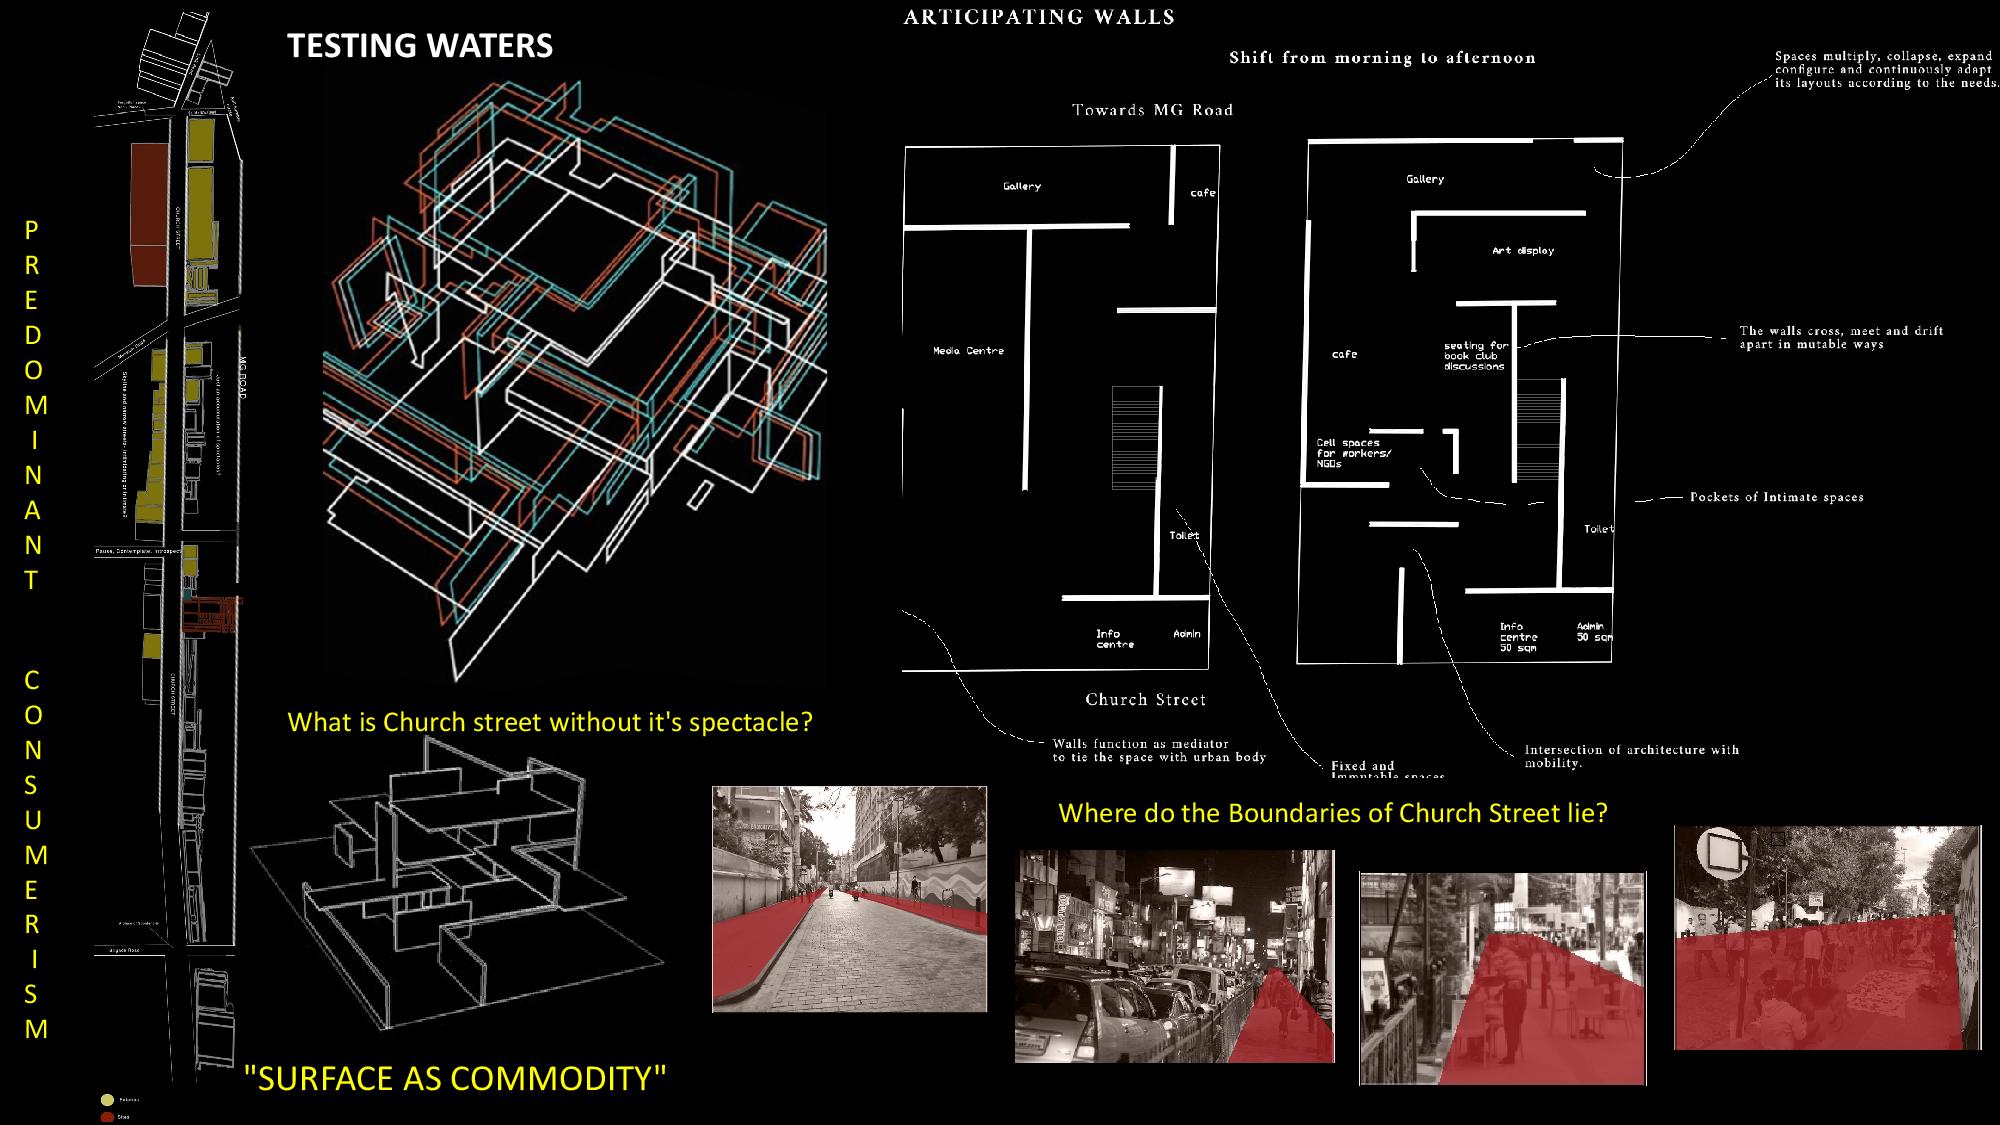 PREDOMINANT
CONSUMERISM
TESTING WATERS
What is Church street without it's spectacle?
"SURFACE AS COMMODITY"
CHURCH STREET
MG ROAD
Pause, Contemplate, Introspect
CHURCH STREET
Brigade Road
ARTICIPATING WALLS
Shift from morning to afternoon
Towards MG Road
Gallery
cafe
Media Centre
Toilet
Info
centre
Admin
Church Street
Walls function as mediator
to tie the space with urban body
Fixed and
Immutable spaces
Gallery
Art display
cafe
seating for
book club
discussions
Cell spaces
for workers/
NGOs
Toilet
Info
centre
50 sqm
Admin
50 sqm
Spaces multiply, collapse, expand
configure and continuously adapt
its layouts according to the needs.
The walls cross, meet and drift
apart in mutable ways
Pockets of Intimate spaces
Intersection of architecture with
mobility.
Where do the Boundaries of Church Street lie?
Sites